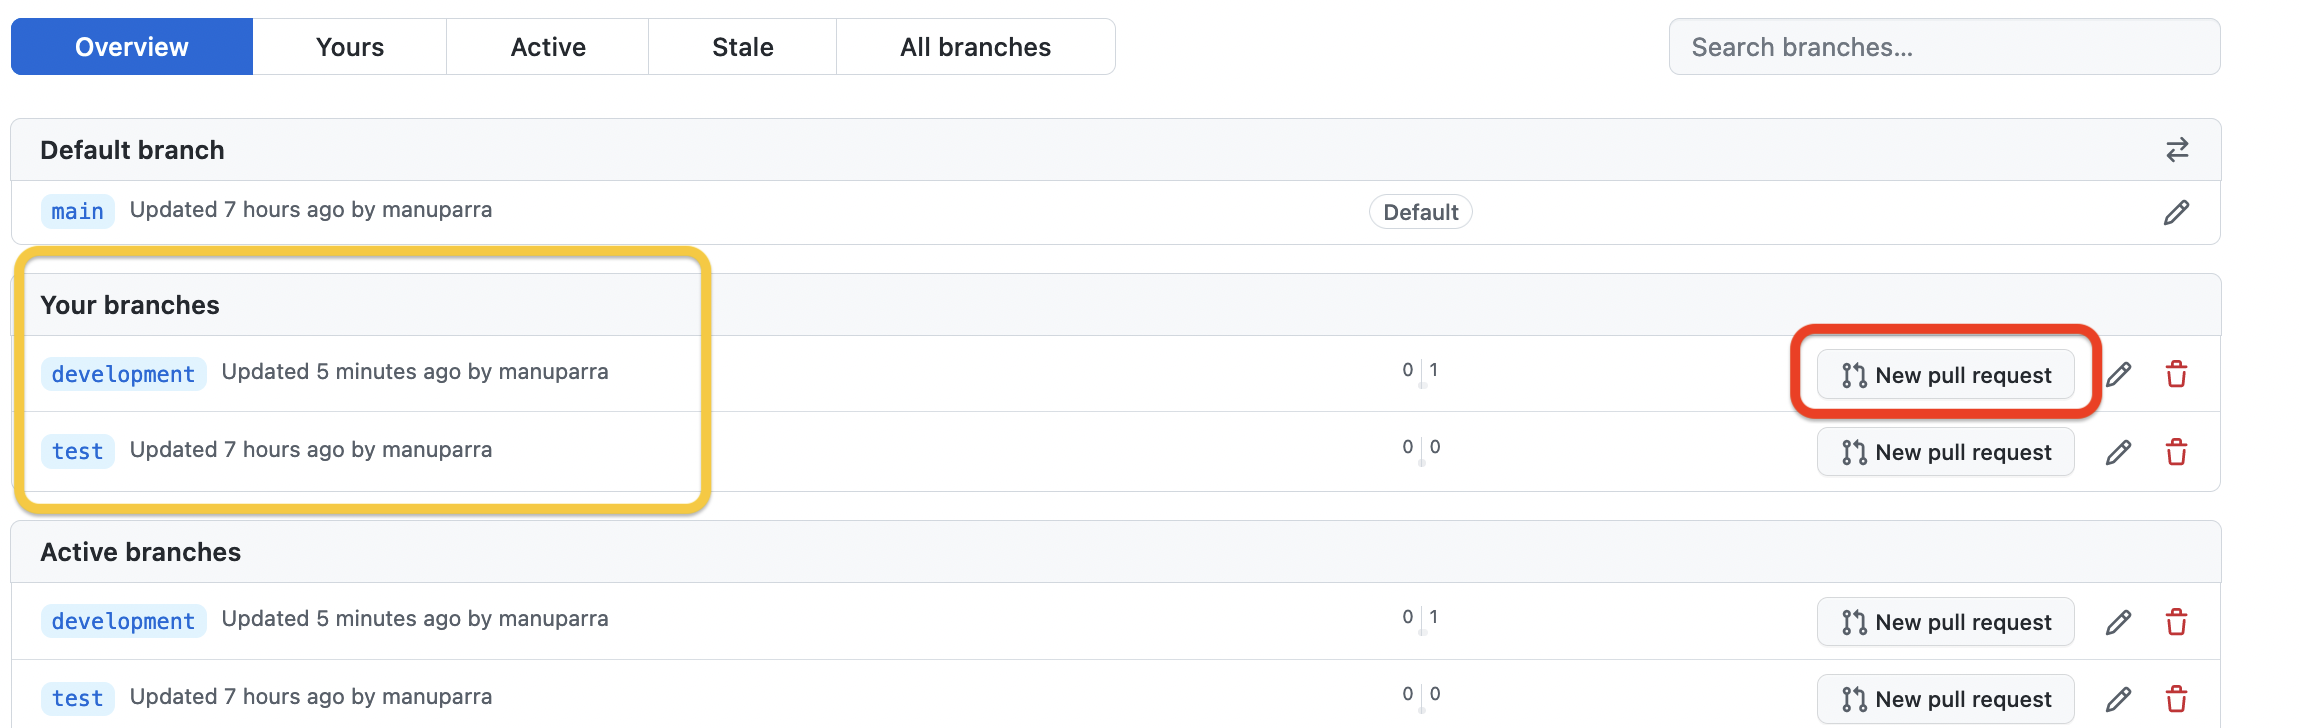 Overview Yours Active Stale All branches Search branches...
Default branch
main Updated 7 hours ago by manuparra Default
Your branches
development Updated 5 minutes ago by manuparra 0 1 New pull request
test Updated 7 hours ago by manuparra 0 0 New pull request
Active branches
development Updated 5 minutes ago by manuparra 0 1 New pull request
test Updated 7 hours ago by manuparra 0 0 New pull request